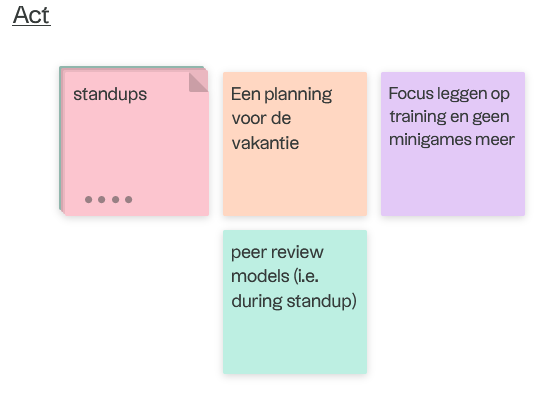 Act
standups
Een planning
voor de
vakantie
Focus leggen op
training en geen
minigames meer
peer review
models (i.e.
during standup)